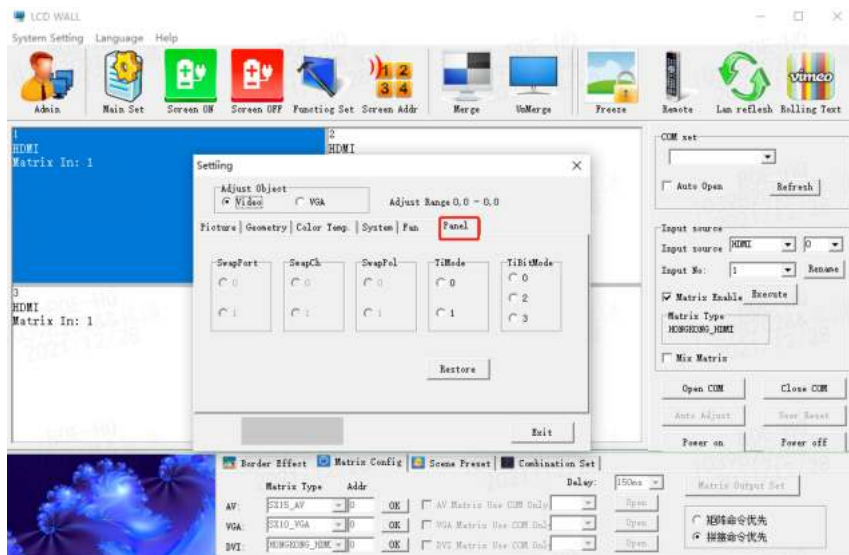 LCD WALL
System Setting Language Help
Admin Main Set Screen ON Screen OFF Function Set Screen Addr Merge UnMerge Freeze Remote Lan reflesh Rolling Text
1 2
3 4
vimeo
1
HDMI
Matrix In: 1
2
HDMI
3
HDMI
Matrix In: 1
Settiing
Adjust Object
Video VGA Adjust Range 0,0 - 0,0
Picture Geometry Color Temp. System Fan Panel
SwapPort SwapCh SwapPol TiMode TiBitMode
0 0 0 0 0
1 1 1 1 2
3
Restore
Exit
COM set
Auto Open Refresh
Input source
Input source HDMI 0
Input No: 1 Rename
Matrix Enable Execute
Matrix Type
HONGKONG_HDMI
Mix Matrix
Open COM Close COM
Auto Adjust User Reset
Power on Power off
Border Effect Matrix Config Scene Preset Combination Set
Matrix Type Addr Delay: 150ms Matrix Output Set
AV: SX15_AV 0 OK AV Matrix Use COM Only Open
VGA: SX10_VGA 0 OK VGA Matrix Use COM Only Open
DVI: HONGKONG_HDM 0 OK DVI Matrix Use COM Only Open
矩阵命令优先
拼接命令优先